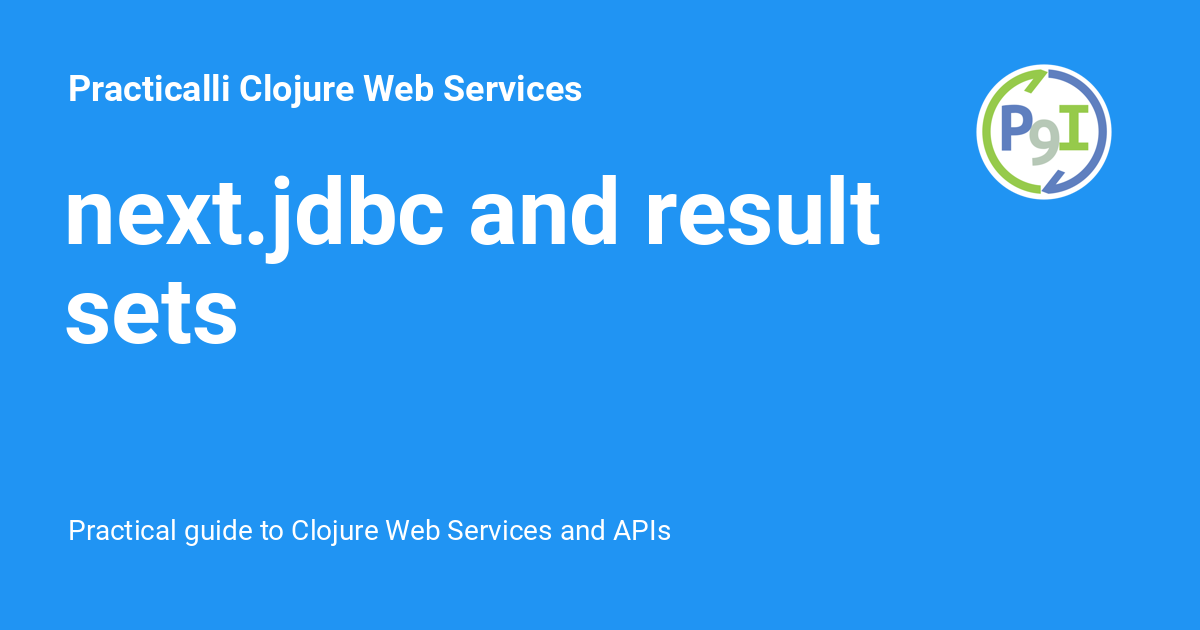 Practicalli Clojure Web Services
P9I
next.jdbc and result
sets
Practical guide to Clojure Web Services and APIs